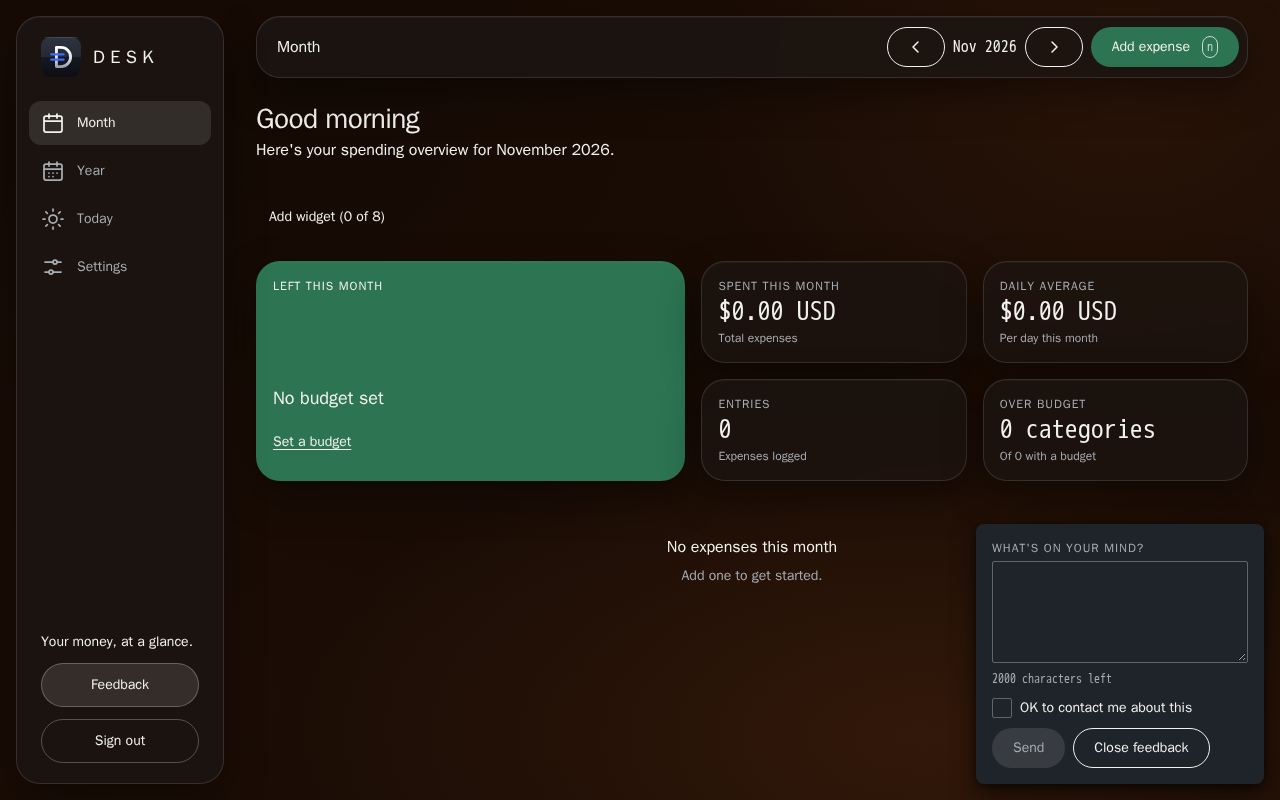 DESK
Month
Year
Today
Settings
Your money, at a glance.
Feedback
Sign out
Month
Nov 2026
Add expense n
Good morning
Here's your spending overview for November 2026.
Add widget (0 of 8)
LEFT THIS MONTH
No budget set
Set a budget
SPENT THIS MONTH
$0.00 USD
Total expenses
DAILY AVERAGE
$0.00 USD
Per day this month
ENTRIES
0
Expenses logged
OVER BUDGET
0 categories
Of 0 with a budget
No expenses this month
Add one to get started.
WHAT'S ON YOUR MIND?
2000 characters left
OK to contact me about this
Send
Close feedback